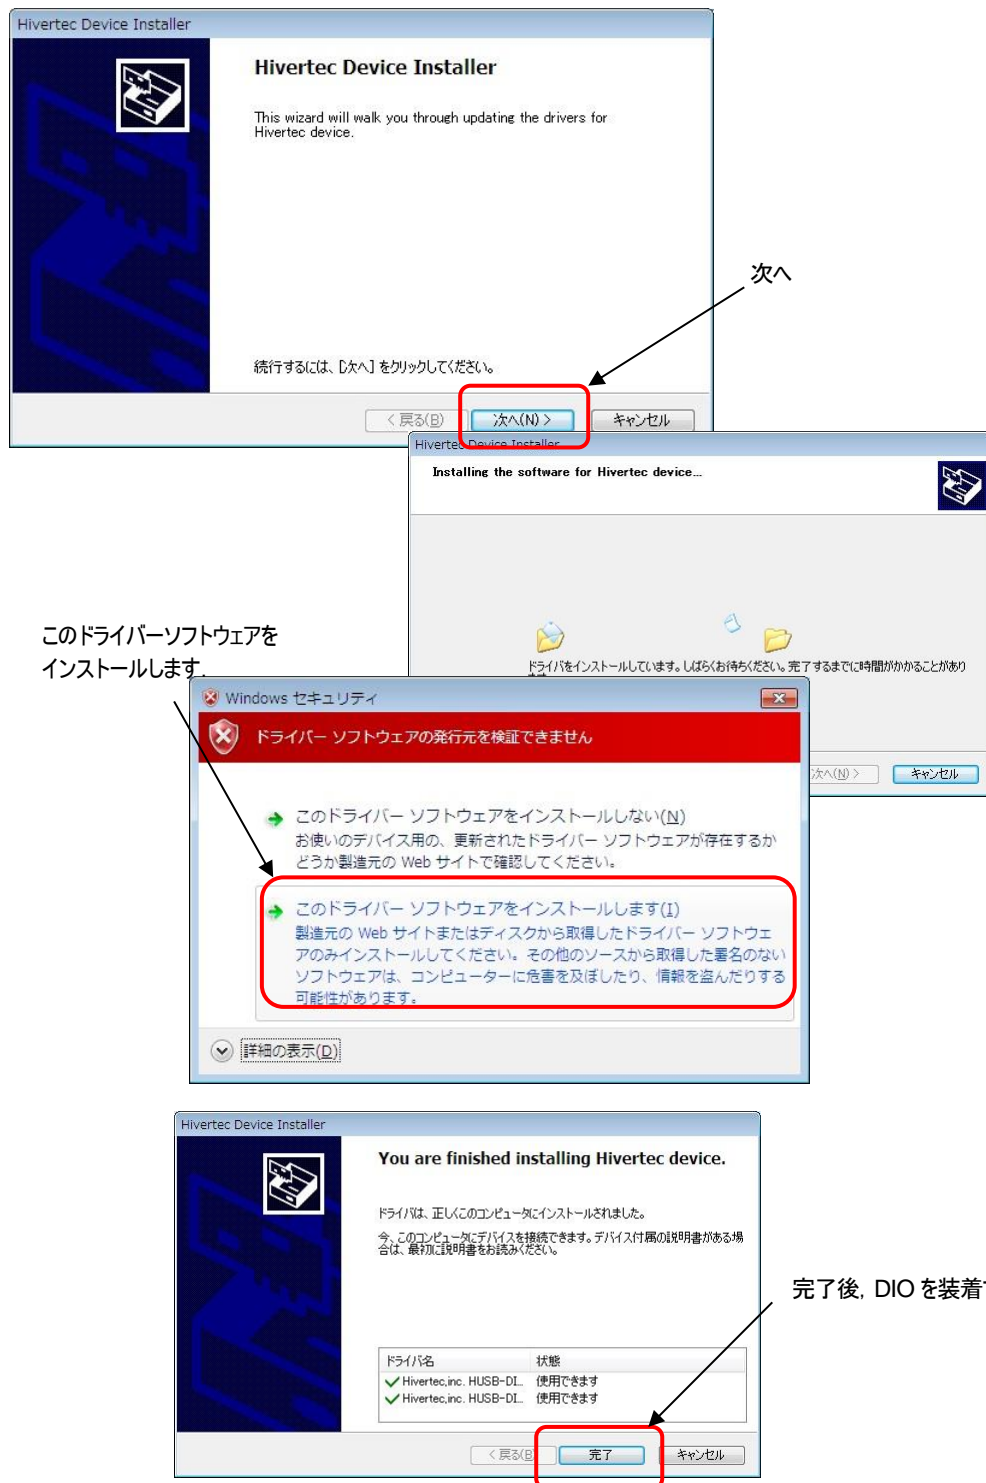 Hivertec Device Installer
Hivertec Device Installer
This wizard will walk you through updating the drivers for
Hivertec device.
次へ
続行するには、[次へ] をクリックしてください。
< 戻る(B)
次へ(N) >
キャンセル
Hivertec Device Installer
Installing the software for Hivertec device...
ドライバをインストールしています。しばらくお待ちください。完了するまでに時間がかかることがあり
このドライバーソフトウェアを
インストールします.
次へ(N) >
キャンセル
Windows セキュリティ
ドライバー ソフトウェアの発行元を検証できません
このドライバー ソフトウェアをインストールしない(N)
お使いのデバイス用の、更新されたドライバー ソフトウェアが存在するか
どうか製造元の Web サイトで確認してください。
このドライバー ソフトウェアをインストールします(I)
製造元の Web サイトまたはディスクから取得したドライバー ソフトウェ
アのみインストールしてください。その他のソースから取得した署名のない
ソフトウェアは、コンピューターに危害を及ぼしたり、情報を盗んだりする
可能性があります。
詳細の表示(D)
Hivertec Device Installer
You are finished installing Hivertec device.
ドライバは、正しくこのコンピュータにインストールされました。
今、このコンピュータにデバイスを接続できます。デバイス付属の説明書がある場
合は、最初に説明書をお読みください。
完了後, DIO を装着
ドライバ名 状態
Hivertec,inc. HUSB-DI... 使用できます
Hivertec,inc. HUSB-DI... 使用できます
< 戻る(B)
完了
キャンセル